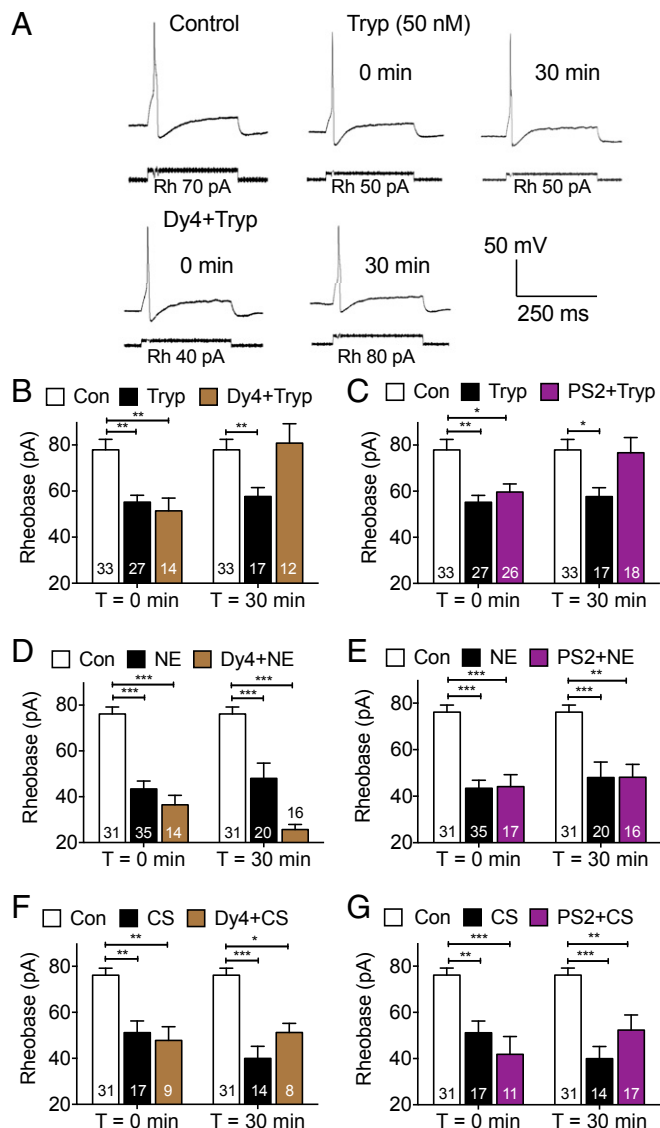 A
Control
Tryp (50 nM)
0 min
30 min
Rh 70 pA
Rh 50 pA
Rh 50 pA
Dy4+Tryp
0 min
30 min
50 mV
250 ms
Rh 40 pA
Rh 80 pA
B
Con Tryp Dy4+Tryp
** ** **
Rheobase (pA)
80
60
40
20
33 27 14 33 17 12
T = 0 min T = 30 min
C
Con Tryp PS2+Tryp
* ** *
Rheobase (pA)
80
60
40
20
33 27 26 33 17 18
T = 0 min T = 30 min
D
Con NE Dy4+NE
*** *** *** ***
Rheobase (pA)
80
60
40
20
31 35 14 31 20 16
T = 0 min T = 30 min
E
Con NE PS2+NE
*** *** ** ***
Rheobase (pA)
80
60
40
20
31 35 17 31 20 16
T = 0 min T = 30 min
F
Con CS Dy4+CS
** ** * ***
Rheobase (pA)
80
60
40
20
31 17 9 31 14 8
T = 0 min T = 30 min
G
Con CS PS2+CS
*** ** ** ***
Rheobase (pA)
80
60
40
20
31 17 11 31 14 17
T = 0 min T = 30 min